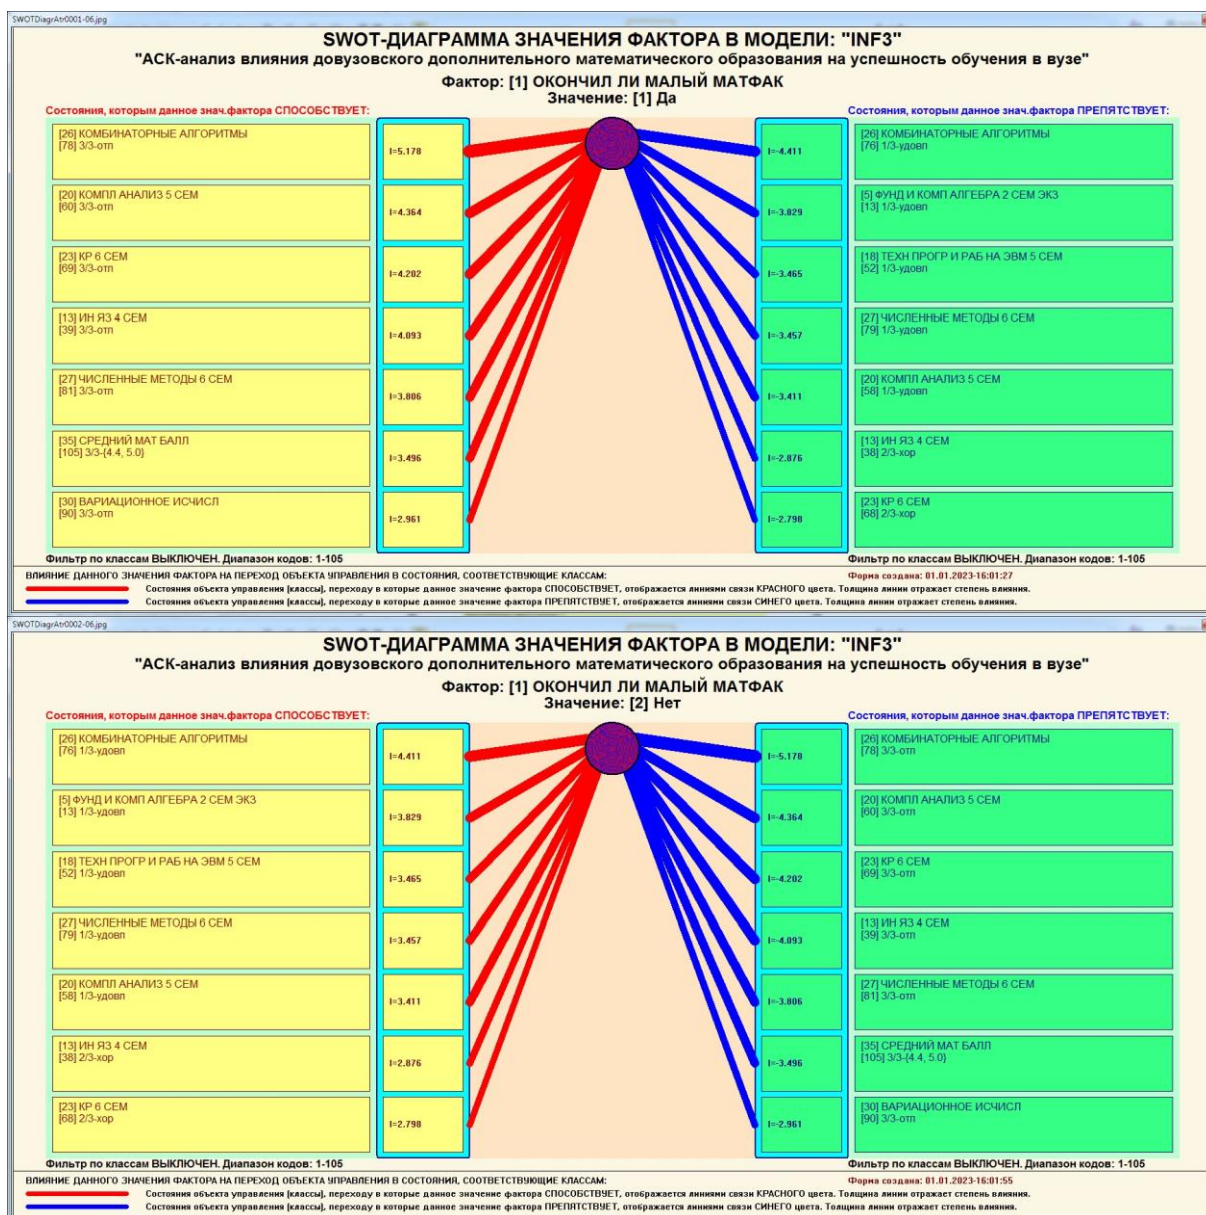 SWOTDiagrAtr0001-06.jpg
SWOT-ДИАГРАММА ЗНАЧЕНИЯ ФАКТОРА В МОДЕЛИ: "INF3"
"АСК-анализ влияния довузовского дополнительного математического образования на успешность обучения в вузе"
Фактор: [1] ОКОНЧИЛ ЛИ МАЛЫЙ МАТФАК
Значение: [1] Да
Состояния, которым данное знач.фактора СПОСОБСТВУЕТ:
Состояния, которым данное знач.фактора ПРЕПЯТСТВУЕТ:
[26] КОМБИНАТОРНЫЕ АЛГОРИТМЫ
[78] 3/3-отл
I=5.178
I=-4.411
[26] КОМБИНАТОРНЫЕ АЛГОРИТМЫ
[76] 1/3-удовл
[20] КОМПЛ АНАЛИЗ 5 СЕМ
[60] 3/3-отл
I=4.364
I=-3.829
[5] ФУНД И КОМП АЛГЕБРА 2 СЕМ ЭКЗ
[13] 1/3-удовл
[23] КР 6 СЕМ
[69] 3/3-отл
I=4.202
I=-3.465
[18] ТЕХН ПРОГР И РАБ НА ЭВМ 5 СЕМ
[52] 1/3-удовл
[13] ИН ЯЗ 4 СЕМ
[39] 3/3-отл
I=4.093
I=-3.457
[27] ЧИСЛЕННЫЕ МЕТОДЫ 6 СЕМ
[79] 1/3-удовл
[27] ЧИСЛЕННЫЕ МЕТОДЫ 6 СЕМ
[81] 3/3-отл
I=3.806
I=-3.411
[20] КОМПЛ АНАЛИЗ 5 СЕМ
[58] 1/3-удовл
[35] СРЕДНИЙ МАТ БАЛЛ
[105] 3/3-{4.4, 5.0}
I=3.496
I=-2.876
[13] ИН ЯЗ 4 СЕМ
[38] 2/3-хор
[30] ВАРИАЦИОННОЕ ИСЧИСЛ
[90] 3/3-отл
I=2.961
I=-2.798
[23] КР 6 СЕМ
[68] 2/3-хор
Фильтр по классам ВЫКЛЮЧЕН. Диапазон кодов: 1-105
Фильтр по классам ВЫКЛЮЧЕН. Диапазон кодов: 1-105
ВЛИЯНИЕ ДАННОГО ЗНАЧЕНИЯ ФАКТОРА НА ПЕРЕХОД ОБЪЕКТА УПРАВЛЕНИЯ В СОСТОЯНИЯ, СООТВЕТСТВУЮЩИЕ КЛАССАМ:
Форма создана: 01.01.2023-16:01:27
Состояния объекта управления [классы], переходу в которые данное значение фактора СПОСОБСТВУЕТ, отображается линиями связи КРАСНОГО цвета. Толщина линии отражает степень влияния.
Состояния объекта управления [классы], переходу в которые данное значение фактора ПРЕПЯТСТВУЕТ, отображается линиями связи СИНЕГО цвета. Толщина линии отражает степень влияния.
SWOTDiagrAtr0002-06.jpg
SWOT-ДИАГРАММА ЗНАЧЕНИЯ ФАКТОРА В МОДЕЛИ: "INF3"
"АСК-анализ влияния довузовского дополнительного математического образования на успешность обучения в вузе"
Фактор: [1] ОКОНЧИЛ ЛИ МАЛЫЙ МАТФАК
Значение: [2] Нет
Состояния, которым данное знач.фактора СПОСОБСТВУЕТ:
Состояния, которым данное знач.фактора ПРЕПЯТСТВУЕТ:
[26] КОМБИНАТОРНЫЕ АЛГОРИТМЫ
[76] 1/3-удовл
I=4.411
I=-5.178
[26] КОМБИНАТОРНЫЕ АЛГОРИТМЫ
[78] 3/3-отл
[5] ФУНД И КОМП АЛГЕБРА 2 СЕМ ЭКЗ
[13] 1/3-удовл
I=3.829
I=-4.364
[20] КОМПЛ АНАЛИЗ 5 СЕМ
[60] 3/3-отл
[18] ТЕХН ПРОГР И РАБ НА ЭВМ 5 СЕМ
[52] 1/3-удовл
I=3.465
I=-4.202
[23] КР 6 СЕМ
[69] 3/3-отл
[27] ЧИСЛЕННЫЕ МЕТОДЫ 6 СЕМ
[79] 1/3-удовл
I=3.457
I=-4.093
[13] ИН ЯЗ 4 СЕМ
[39] 3/3-отл
[20] КОМПЛ АНАЛИЗ 5 СЕМ
[58] 1/3-удовл
I=3.411
I=-3.806
[27] ЧИСЛЕННЫЕ МЕТОДЫ 6 СЕМ
[81] 3/3-отл
[13] ИН ЯЗ 4 СЕМ
[38] 2/3-хор
I=2.876
I=-3.496
[35] СРЕДНИЙ МАТ БАЛЛ
[105] 3/3-{4.4, 5.0}
[23] КР 6 СЕМ
[68] 2/3-хор
I=2.798
I=-2.961
[30] ВАРИАЦИОННОЕ ИСЧИСЛ
[90] 3/3-отл
Фильтр по классам ВЫКЛЮЧЕН. Диапазон кодов: 1-105
Фильтр по классам ВЫКЛЮЧЕН. Диапазон кодов: 1-105
ВЛИЯНИЕ ДАННОГО ЗНАЧЕНИЯ ФАКТОРА НА ПЕРЕХОД ОБЪЕКТА УПРАВЛЕНИЯ В СОСТОЯНИЯ, СООТВЕТСТВУЮЩИЕ КЛАССАМ:
Форма создана: 01.01.2023-16:01:55
Состояния объекта управления [классы], переходу в которые данное значение фактора СПОСОБСТВУЕТ, отображается линиями связи КРАСНОГО цвета. Толщина линии отражает степень влияния.
Состояния объекта управления [классы], переходу в которые данное значение фактора ПРЕПЯТСТВУЕТ, отображается линиями связи СИНЕГО цвета. Толщина линии отражает степень влияния.